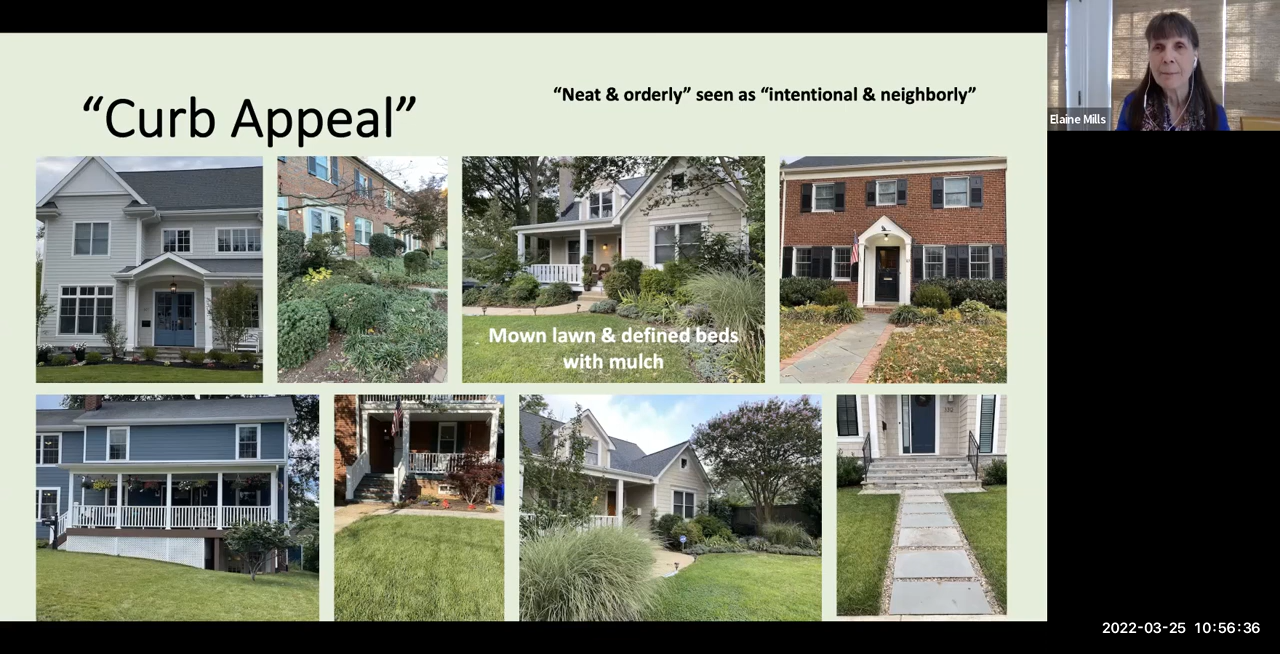 “Curb Appeal”
“Neat & orderly” seen as “intentional & neighborly”
Elaine Mills
Mown lawn & defined beds
with mulch
2022-03-25 10:56:36